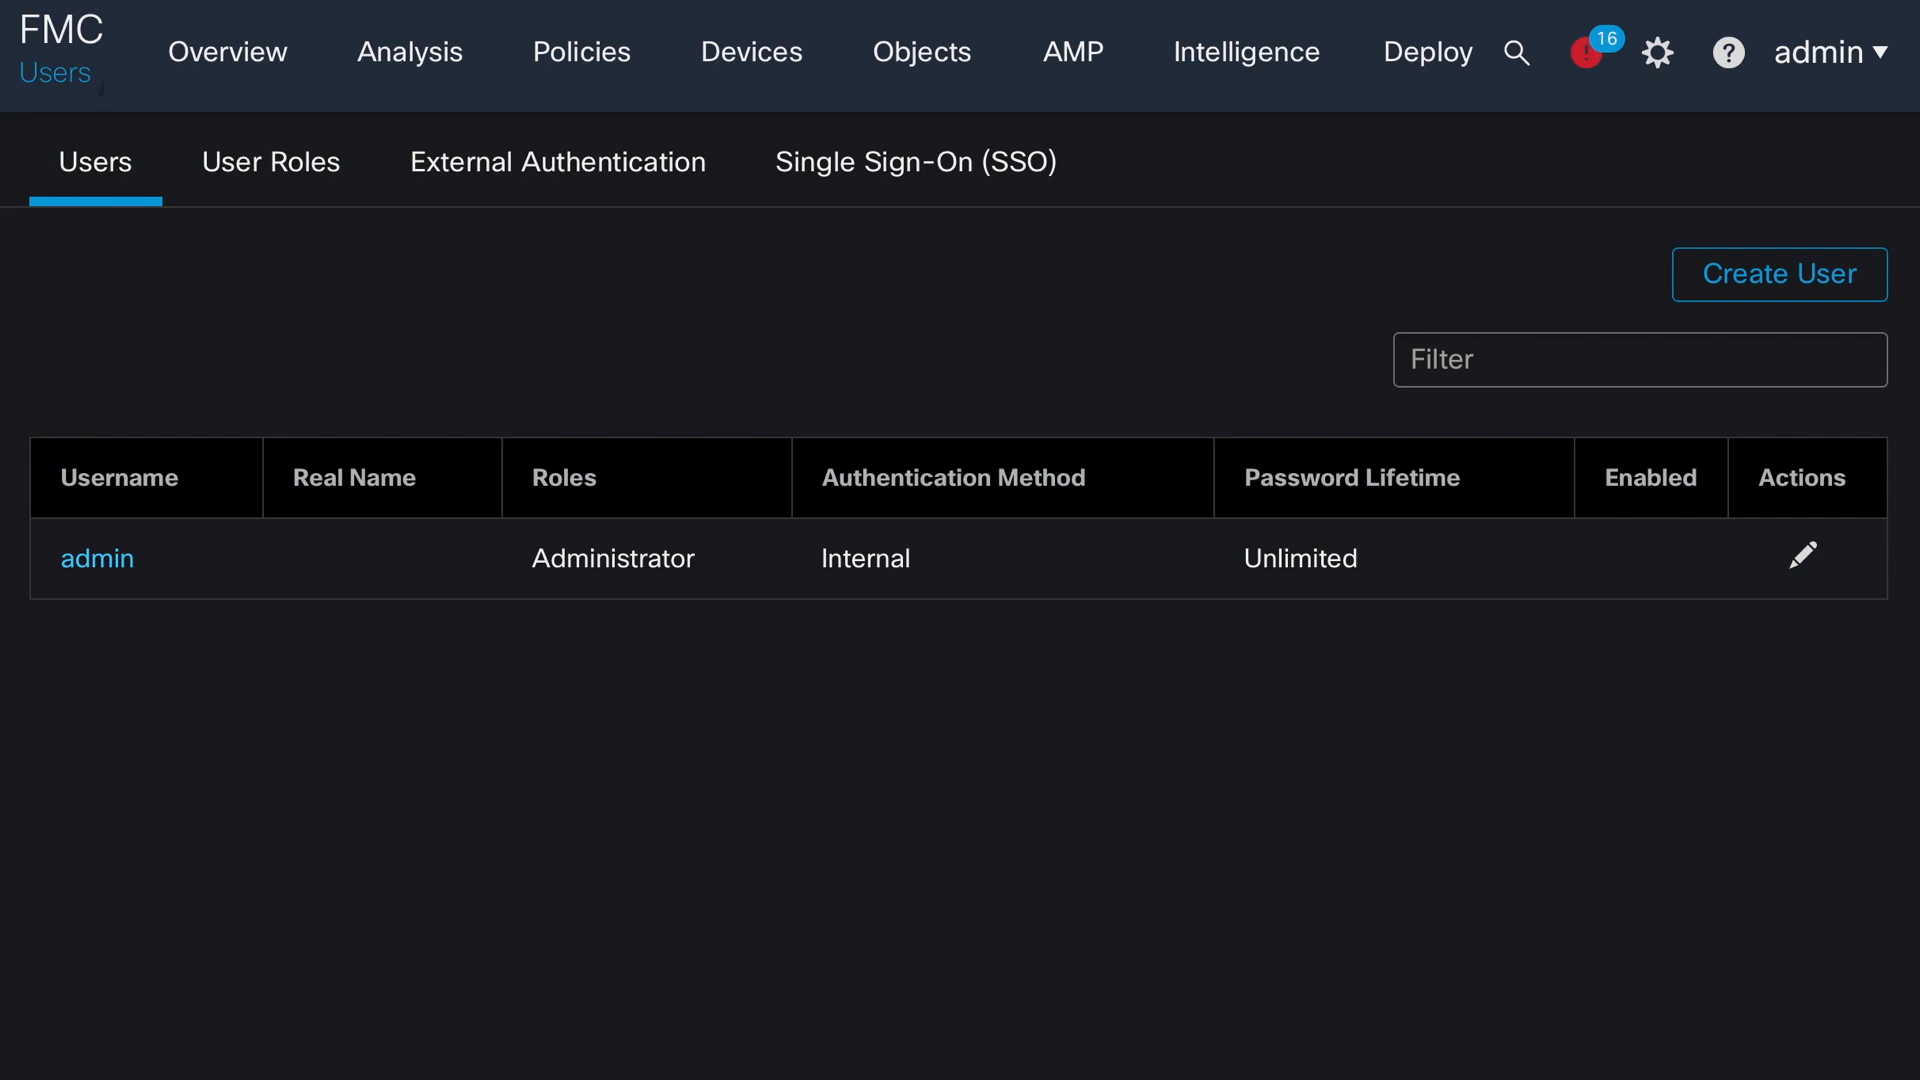 FMC
Users
Overview Analysis Policies Devices Objects AMP Intelligence Deploy 16 ? admin
Users User Roles External Authentication Single Sign-On (SSO)
Create User
Filter
Username Real Name Roles Authentication Method Password Lifetime Enabled Actions
admin Administrator Internal Unlimited